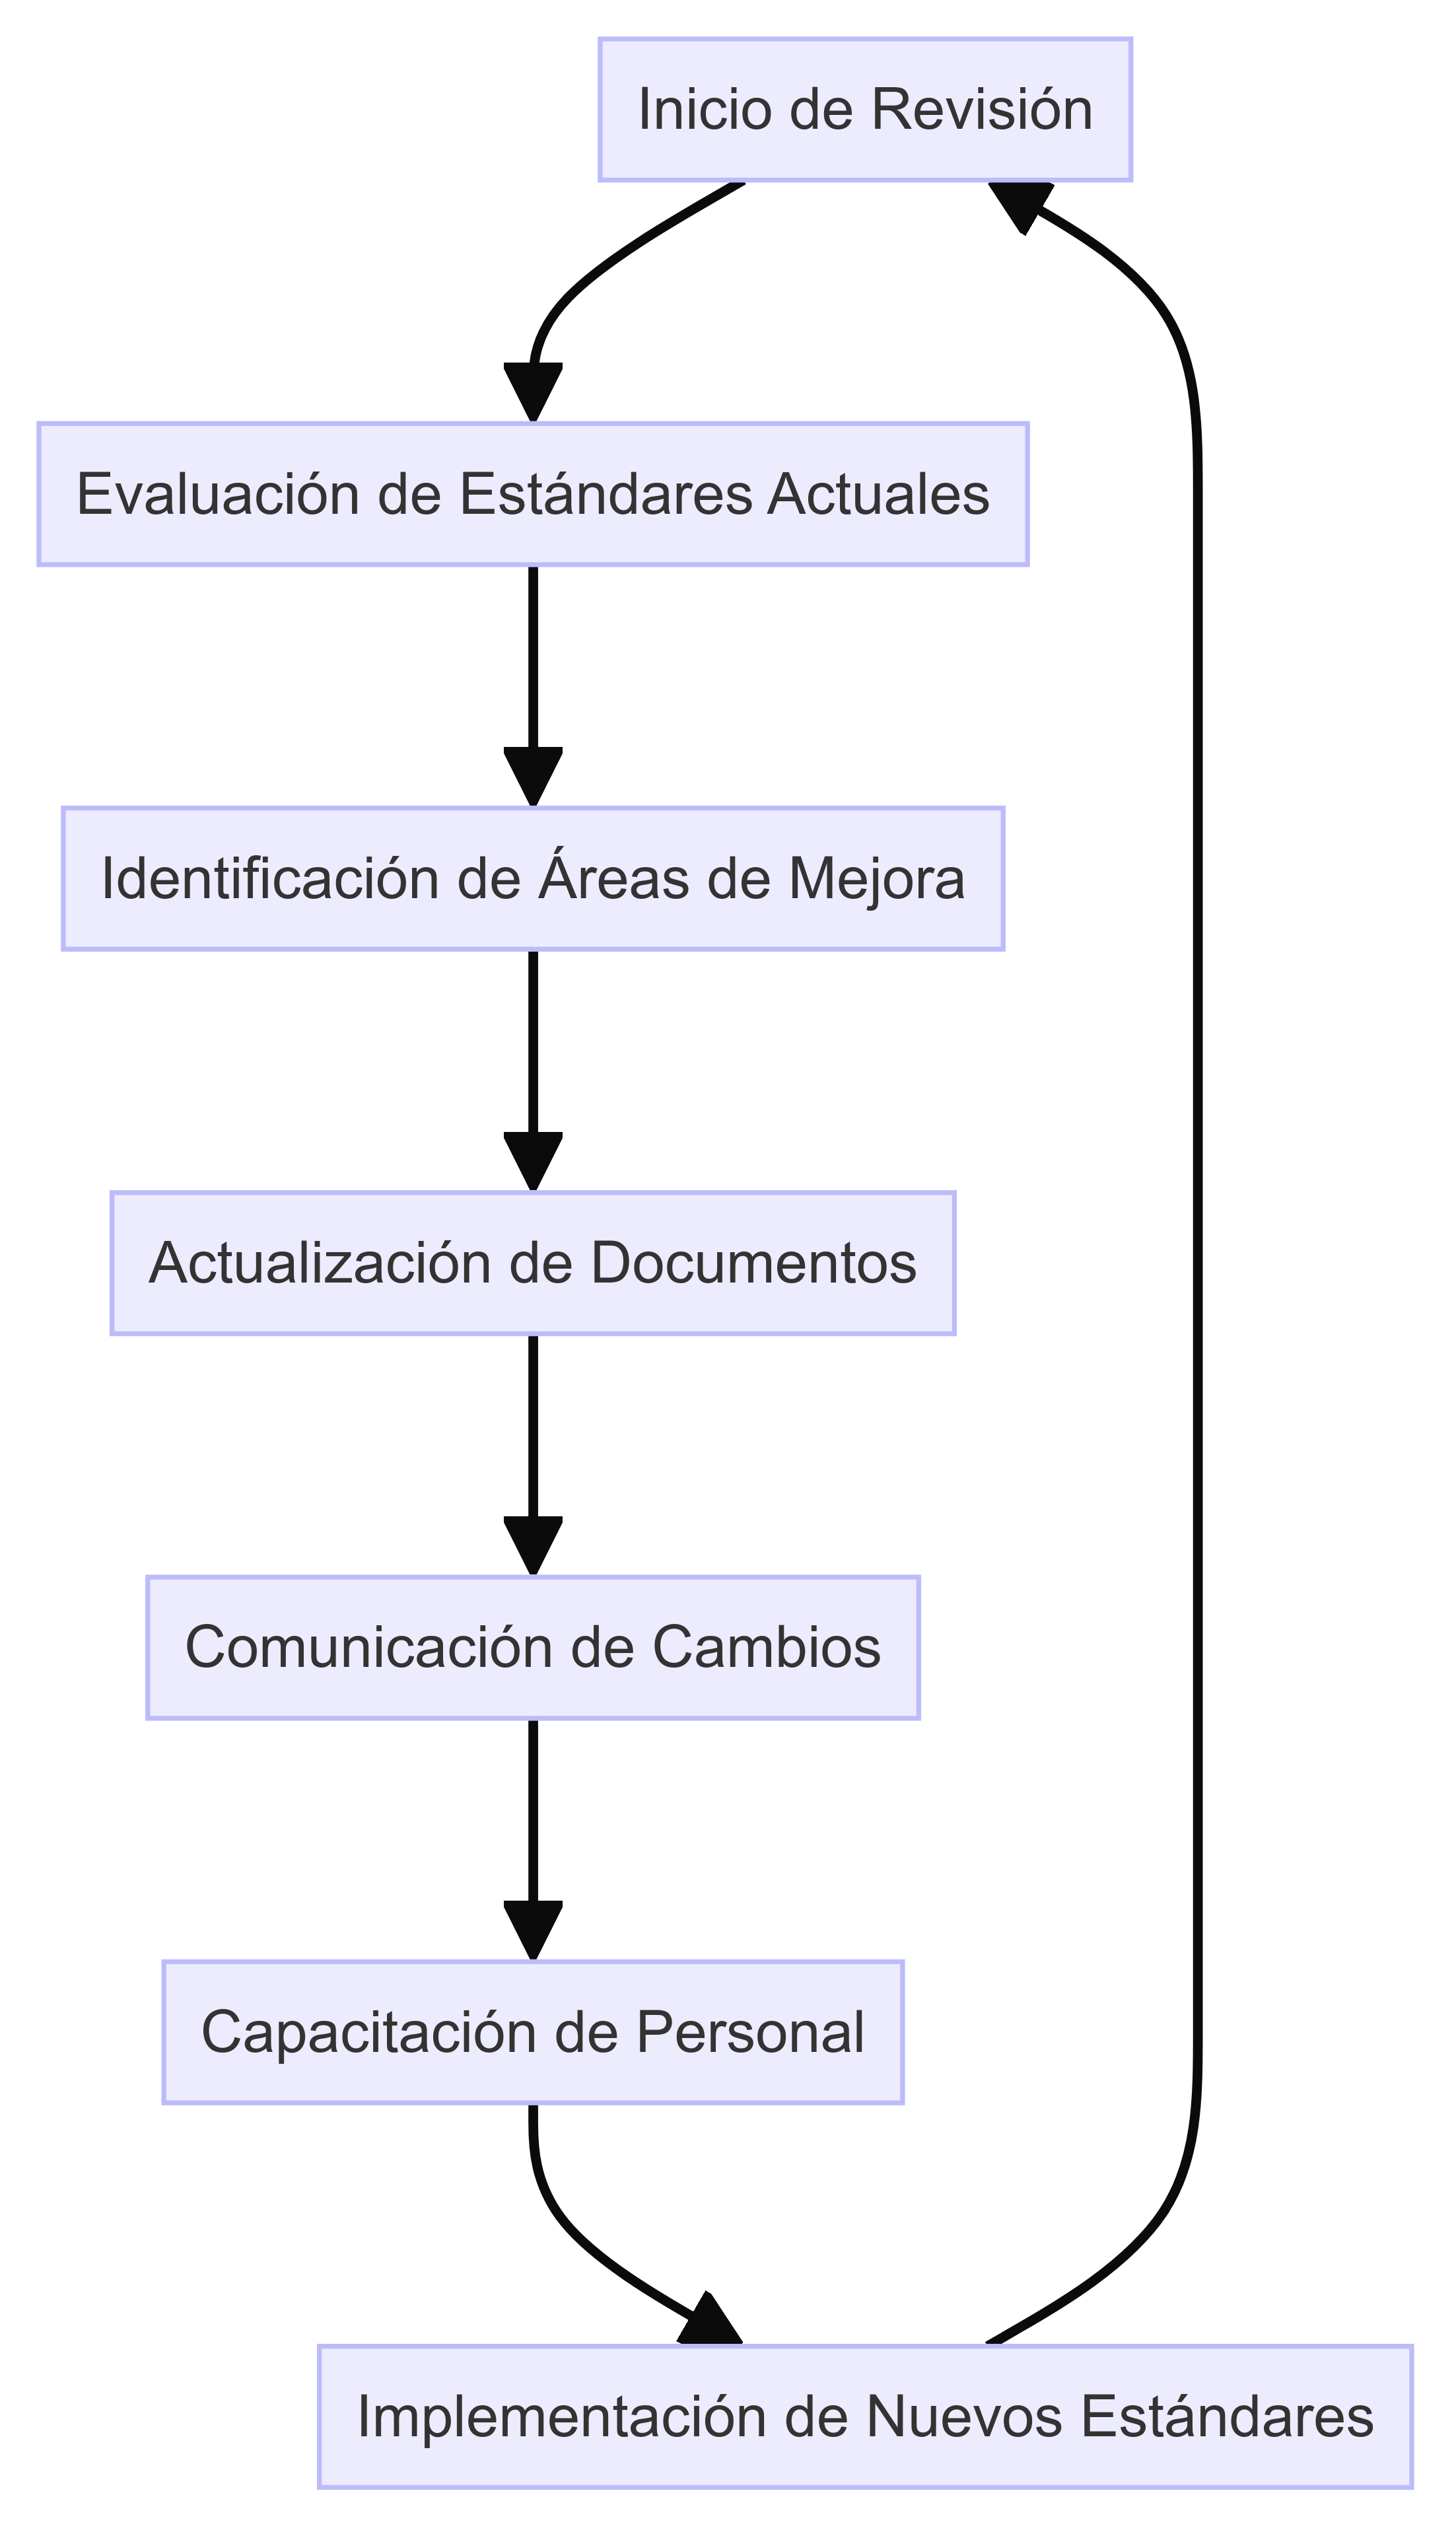 Inicio de Revisión
Evaluación de Estándares Actuales
Identificación de Áreas de Mejora
Actualización de Documentos
Comunicación de Cambios
Capacitación de Personal
Implementación de Nuevos Estándares